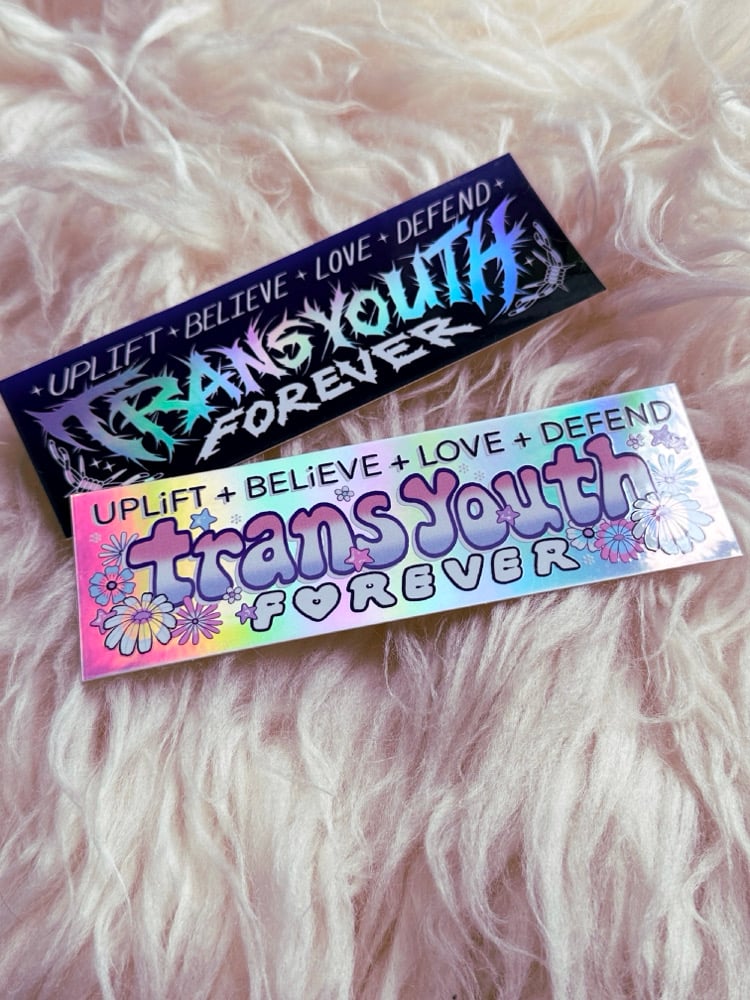 UPLIFT ✦ BELIEVE ✦ LOVE ✦ DEFEND
TRANS YOUTH
FOREVER
UPLiFT + BELiEVE + LOVE + DEFEND
trans youth
FOREVER